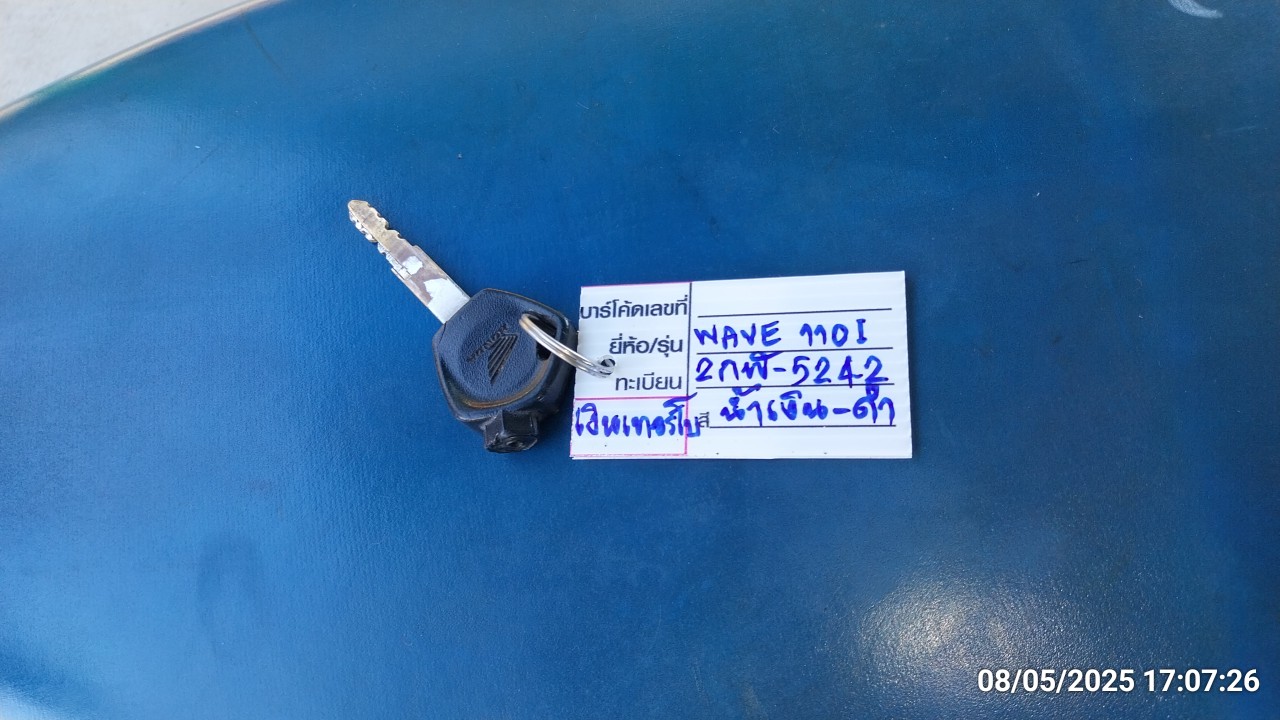 HONDA
บาร์โค้ดเลขที่
ยี่ห้อ/รุ่น WAVE 110I
ทะเบียน 2กฬ-5242
เงินเทอร์โบ สี น้ำเงิน-ดำ
08/05/2025 17:07:26